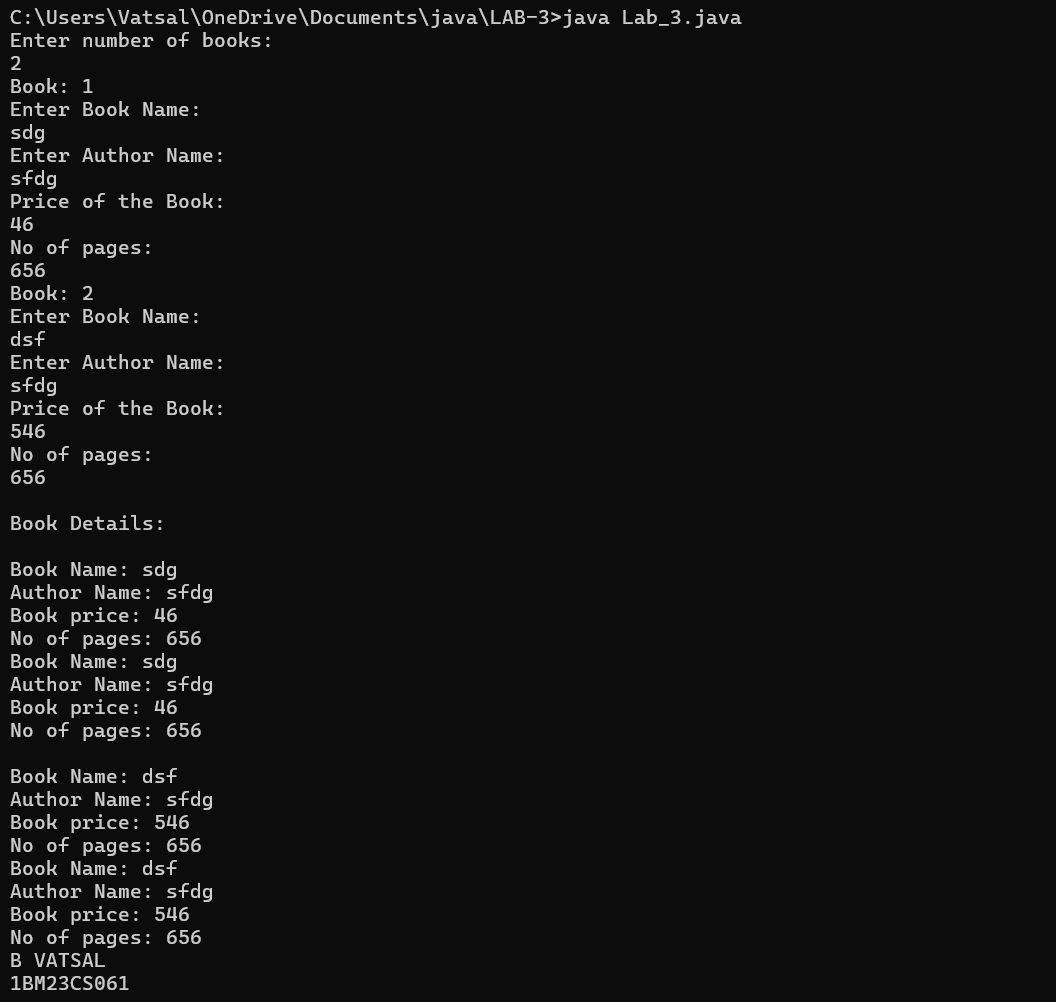 C:\Users\Vatsal\OneDrive\Documents\java\LAB-3>java Lab_3.java
Enter number of books:
2
Book: 1
Enter Book Name:
sdg
Enter Author Name:
sfdg
Price of the Book:
46
No of pages:
656
Book: 2
Enter Book Name:
dsf
Enter Author Name:
sfdg
Price of the Book:
546
No of pages:
656
Book Details:
Book Name: sdg
Author Name: sfdg
Book price: 46
No of pages: 656
Book Name: sdg
Author Name: sfdg
Book price: 46
No of pages: 656
Book Name: dsf
Author Name: sfdg
Book price: 546
No of pages: 656
Book Name: dsf
Author Name: sfdg
Book price: 546
No of pages: 656
B VATSAL
1BM23CS061